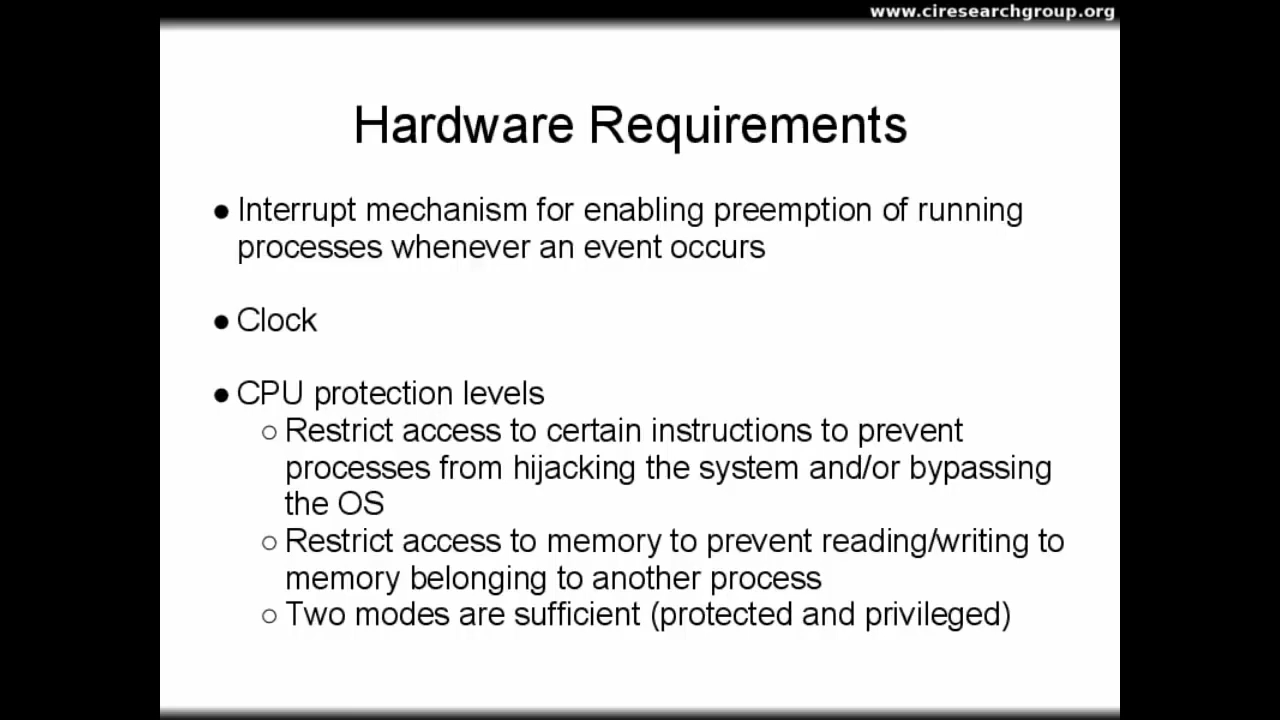 www.ciresearchgroup.org
Hardware Requirements
● Interrupt mechanism for enabling preemption of running
processes whenever an event occurs
● Clock
● CPU protection levels
○ Restrict access to certain instructions to prevent
processes from hijacking the system and/or bypassing
the OS
○ Restrict access to memory to prevent reading/writing to
memory belonging to another process
○ Two modes are sufficient (protected and privileged)